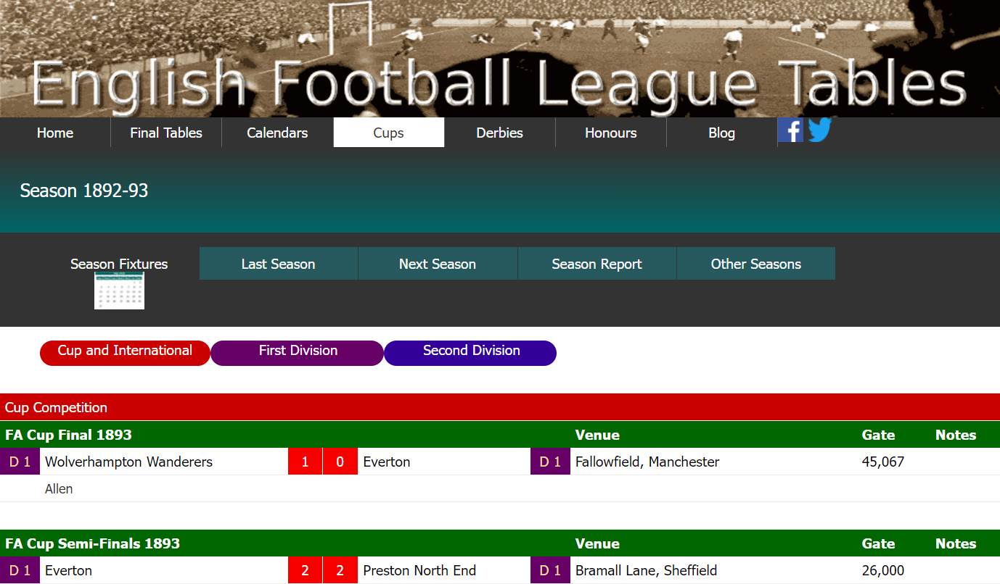 English Football League Tables
Home Final Tables Calendars Cups Derbies Honours Blog
Season 1892-93
Season Fixtures Last Season Next Season Season Report Other Seasons
Cup and International First Division Second Division
Cup Competition
FA Cup Final 1893 Venue Gate Notes
D 1 Wolverhampton Wanderers 1 0 Everton D 1 Fallowfield, Manchester 45,067
Allen
FA Cup Semi-Finals 1893 Venue Gate Notes
D 1 Everton 2 2 Preston North End D 1 Bramall Lane, Sheffield 26,000